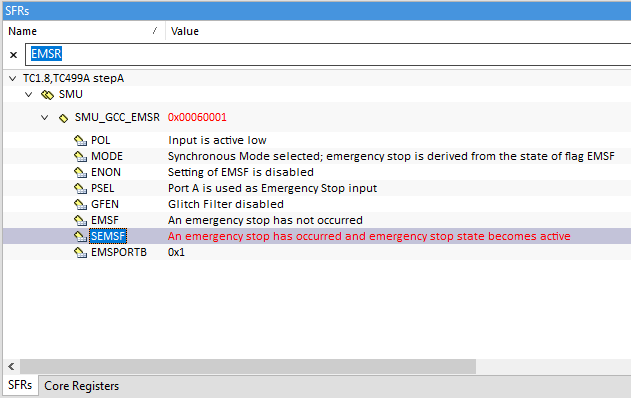 SFRs
Name / Value
× EMSR
TC1.8,TC499A stepA
SMU
SMU_GCC_EMSR 0x00060001
POL Input is active low
MODE Synchronous Mode selected; emergency stop is derived from the state of flag EMSF
ENON Setting of EMSF is disabled
PSEL Port A is used as Emergency Stop input
GFEN Glitch Filter disabled
EMSF An emergency stop has not occurred
SEMSF An emergency stop has occurred and emergency stop state becomes active
EMSPORTB 0x1
SFRs Core Registers